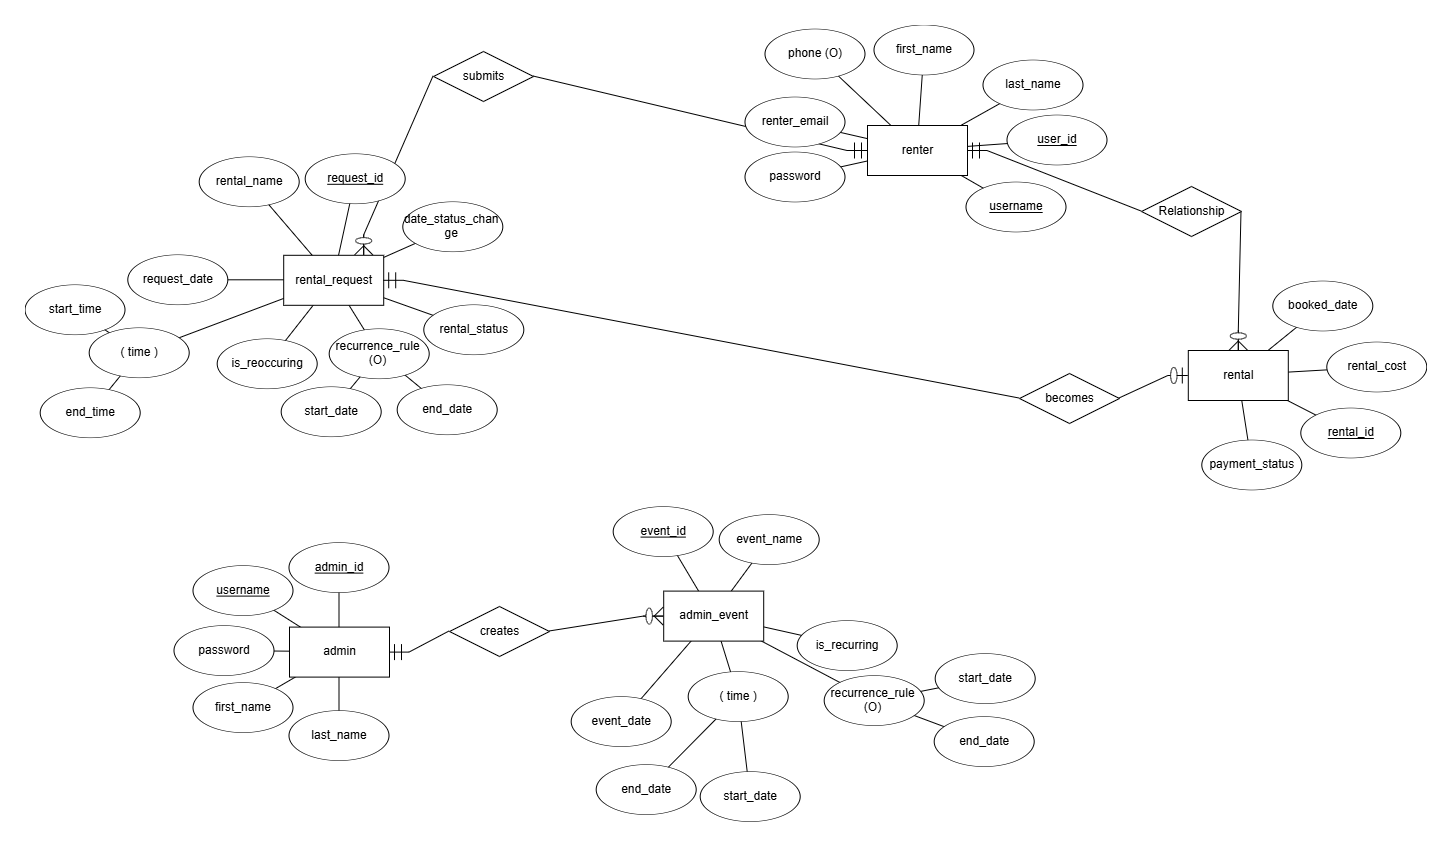 submits
phone (O)
first_name
last_name
renter_email
user_id
renter
password
username
Relationship
rental_name
request_id
date_status_chan
ge
request_date
rental_request
start_time
( time )
end_time
is_reoccuring
recurrence_rule
(O)
rental_status
start_date
end_date
becomes
booked_date
rental
rental_cost
rental_id
payment_status
event_id
event_name
admin_id
username
password
admin
first_name
last_name
creates
admin_event
is_recurring
recurrence_rule
(O)
start_date
end_date
event_date
( time )
end_date
start_date